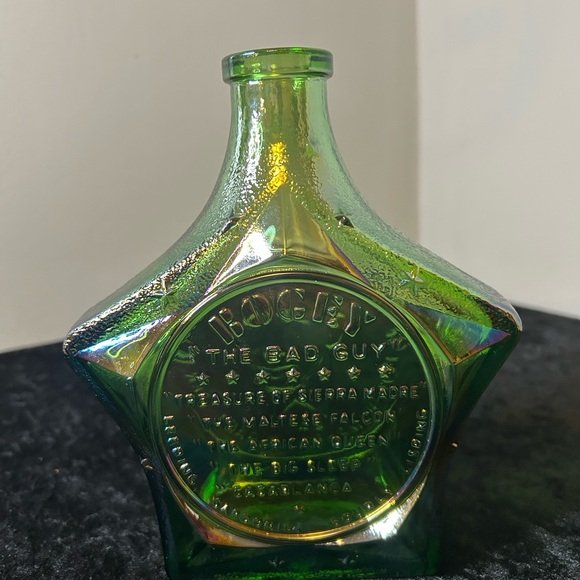 "BOGEY"
"THE BAD GUY"
"TREASURE OF SIERRA MADRE"
THE MALTESE FALCON
THE AFRICAN QUEEN
THE BIG SLEEP
CASABLANCA